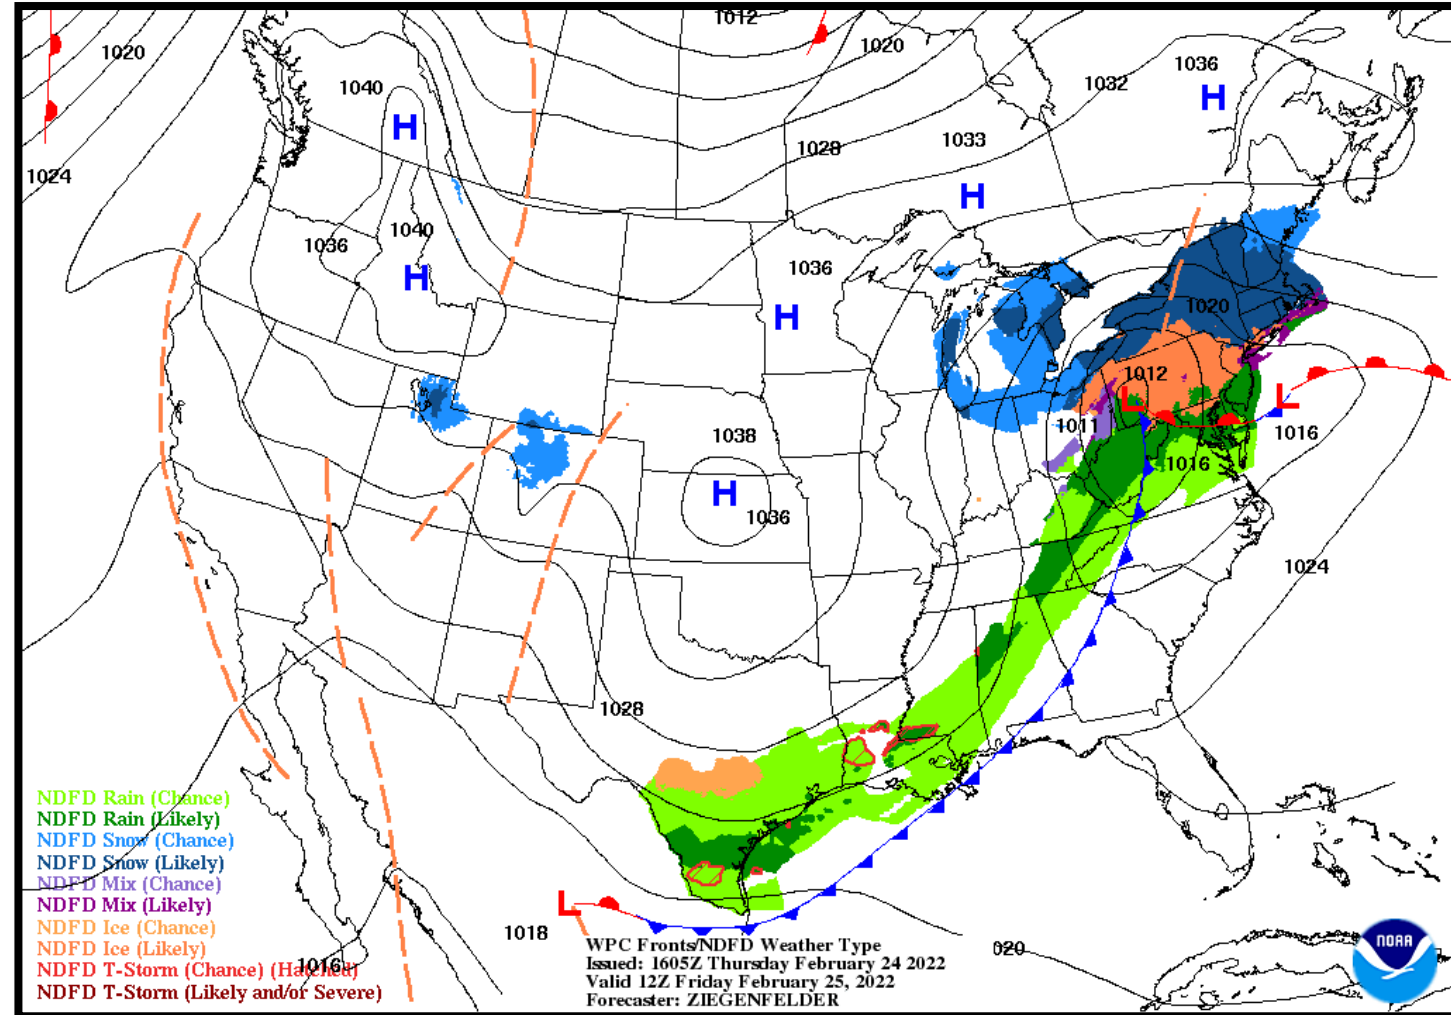 1012
1020
1020
1036
1032
1040
H
H
1033
1028
1024
H
1040
1036
1036
H
H
1020
1012
L
L
1038
1011
1016
1016
H
1036
1024
1028
NDFD Rain (Chance)
NDFD Rain (Likely)
NDFD Snow (Chance)
NDFD Snow (Likely)
NDFD Mix (Chance)
NDFD Mix (Likely)
NDFD Ice (Chance)
NDFD Ice (Likely)
NDFD T-Storm (Chance) (Hatched)
NDFD T-Storm (Likely and/or Severe)
1016
L
1018
WPC Fronts/NDFD Weather Type
Issued: 1605Z Thursday February 24 2022
Valid 12Z Friday February 25, 2022
Forecaster: ZIEGENFELDER
020
NOAA